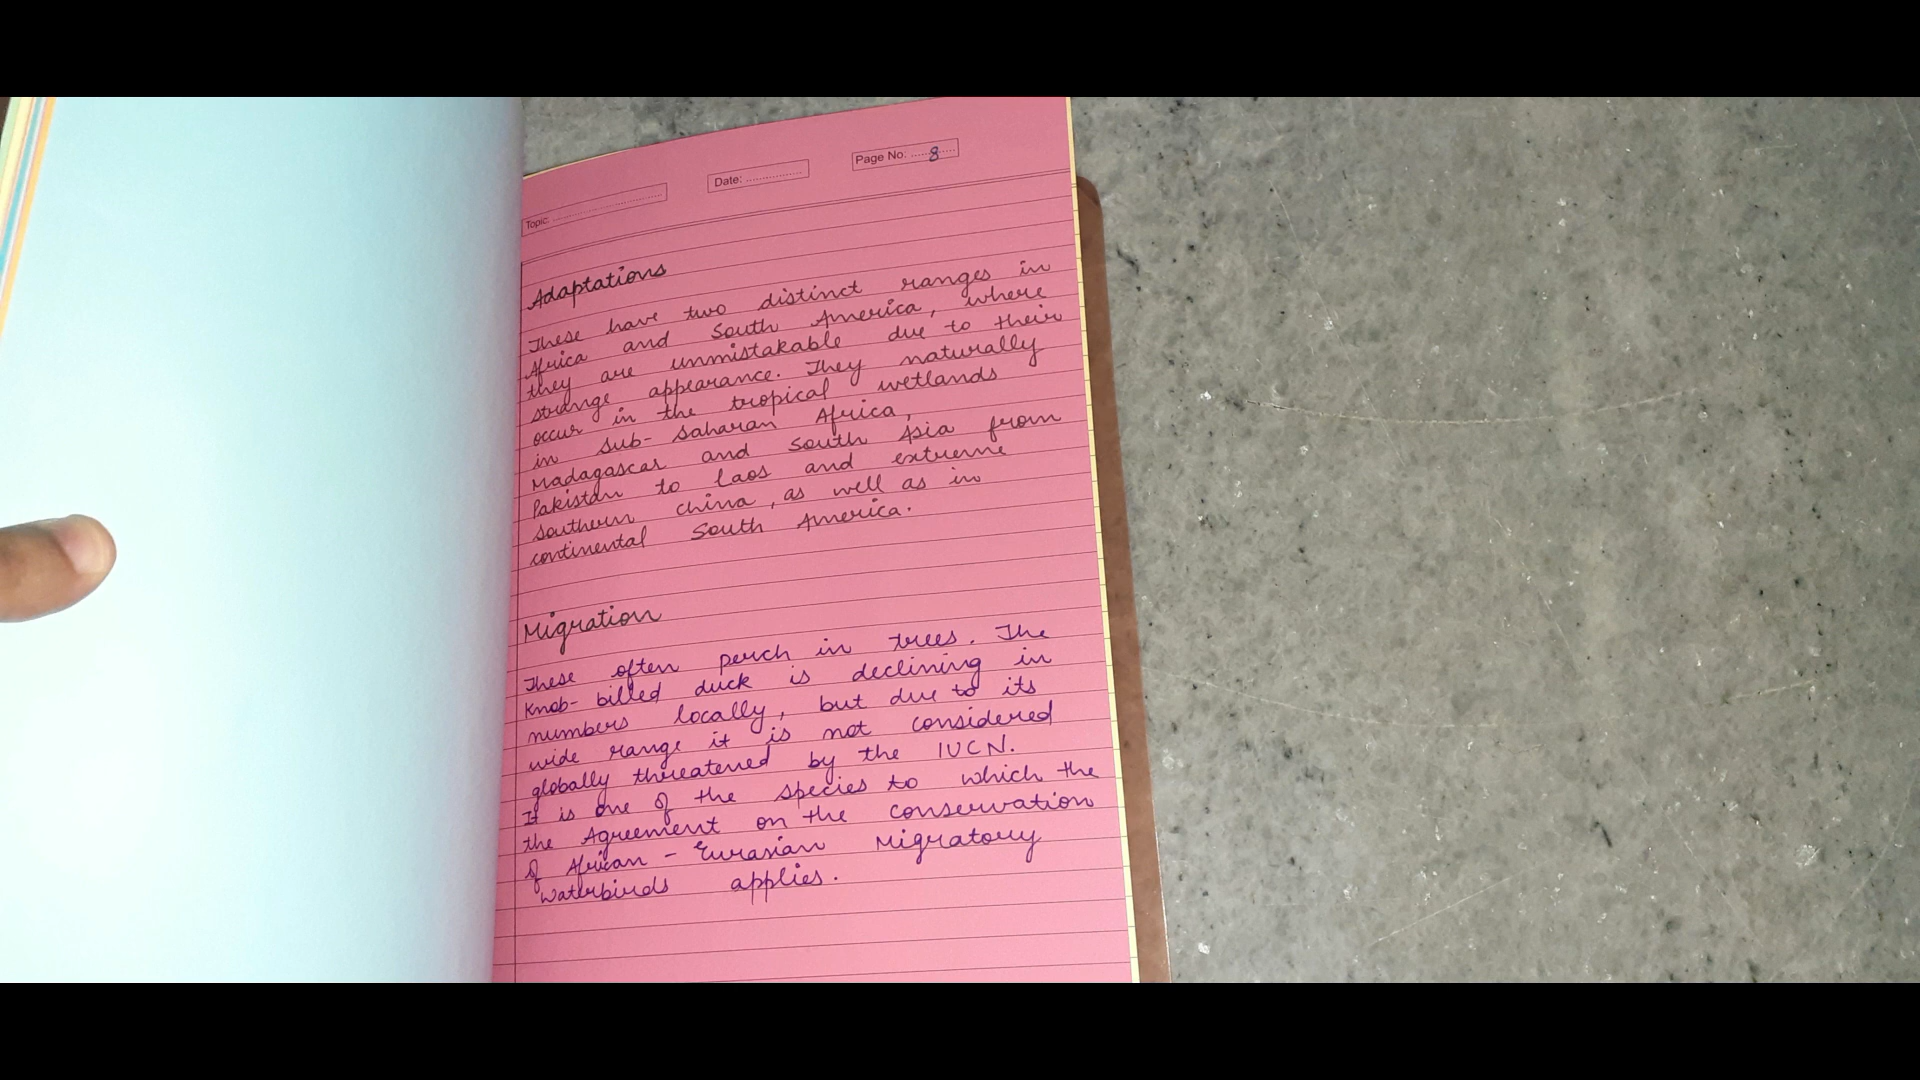 Topic: ..............................
Date: ................
Page No: ....8....
Adaptations
These have two distinct ranges in
Africa and South America, where
they are unmistakable due to their
strange appearance. They naturally
occur in the tropical wetlands
in sub-saharan Africa,
Madagascar and South Asia from
Pakistan to Laos and extreme
southern china, as well as in
continental South America.
Migration
These often perch in trees. The
Knob-billed duck is declining in
numbers locally, but due to its
wide range it is not considered
globally threatened by the IUCN.
It is one of the species to which the
the Agreement on the conservation
of African - Eurasian Migratory
waterbirds applies.